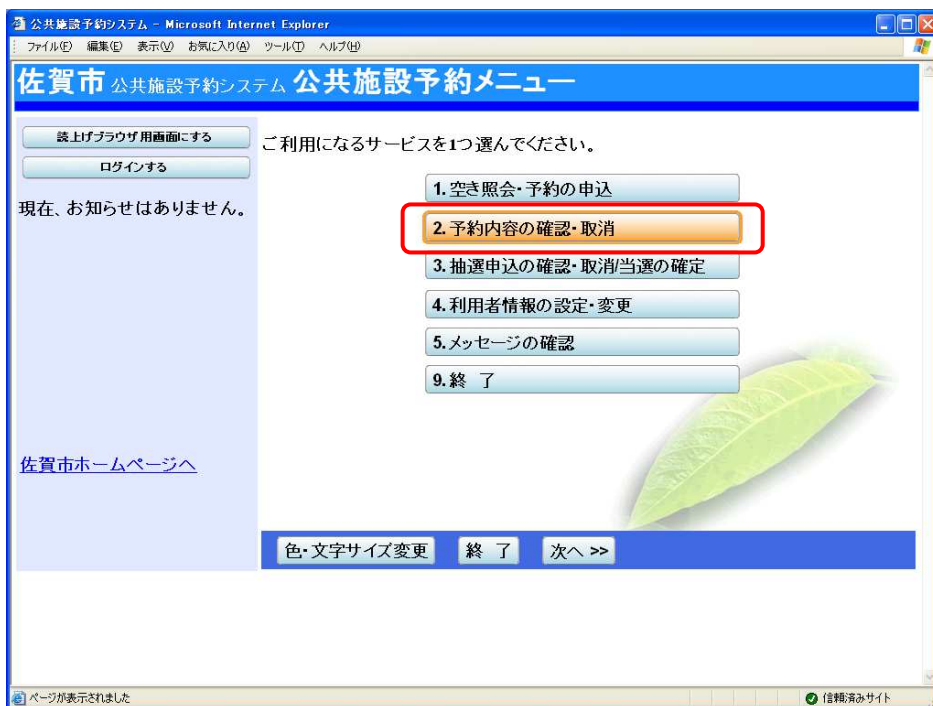 公共施設予約システム - Microsoft Internet Explorer
ファイル(F) 編集(E) 表示(V) お気に入り(A) ツール(T) ヘルプ(H)
佐賀市 公共施設予約システム 公共施設予約メニュー
読上げブラウザ用画面にする
ログインする
現在、お知らせはありません。
佐賀市ホームページへ
ご利用になるサービスを1つ選んでください。
1.空き照会・予約の申込
2.予約内容の確認・取消
3.抽選申込の確認・取消/当選の確定
4.利用者情報の設定・変更
5.メッセージの確認
9.終 了
色・文字サイズ変更 終 了 次へ >>
ページが表示されました 信頼済みサイト